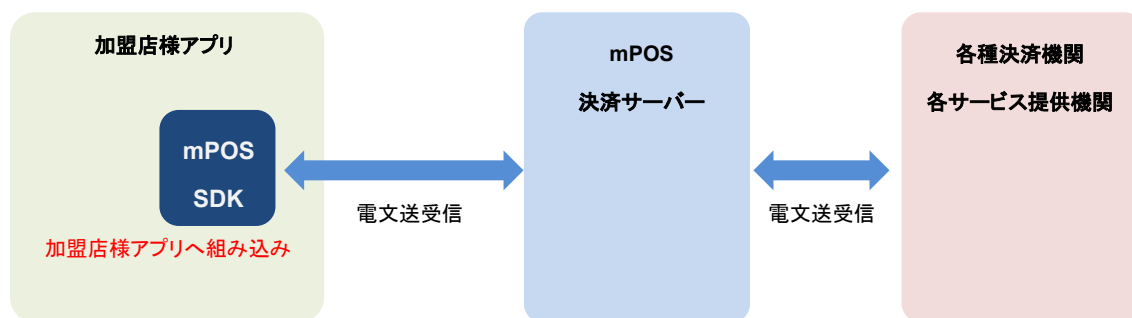 加盟店様アプリ
mPOS
SDK
加盟店様アプリへ組み込み
電文送受信
mPOS
決済サーバー
電文送受信
各種決済機関
各サービス提供機関